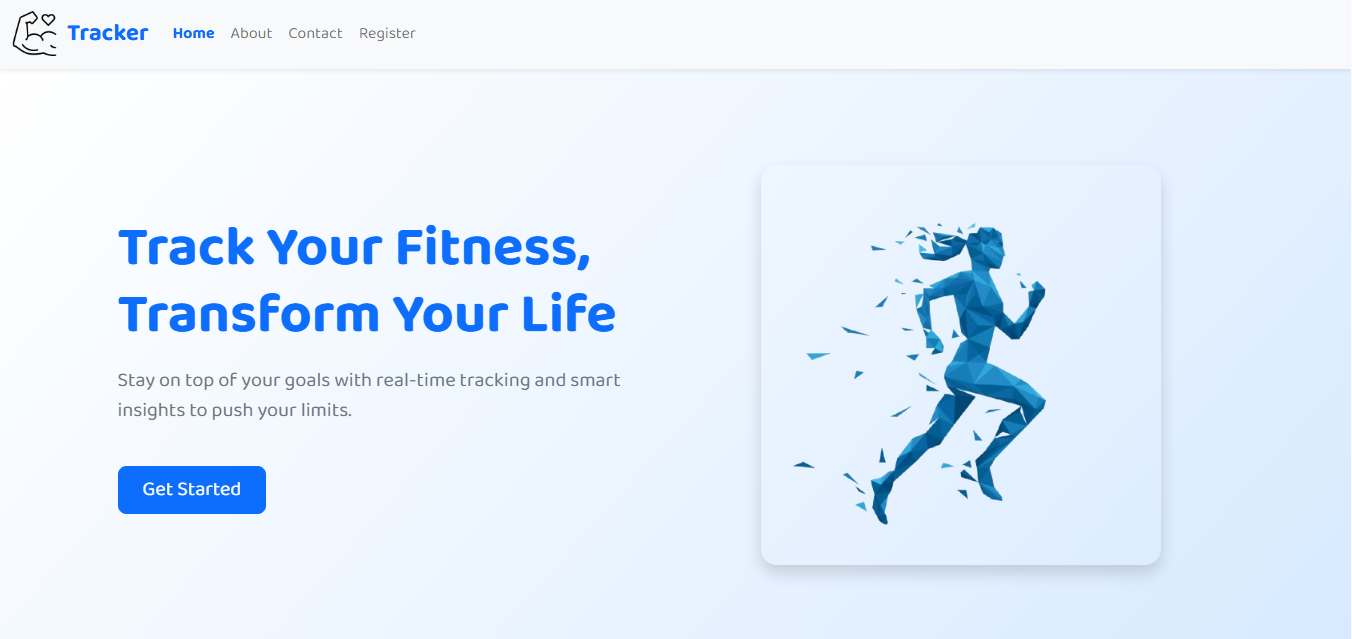 Tracker Home About Contact Register
Track Your Fitness,
Transform Your Life
Stay on top of your goals with real-time tracking and smart
insights to push your limits.
Get Started